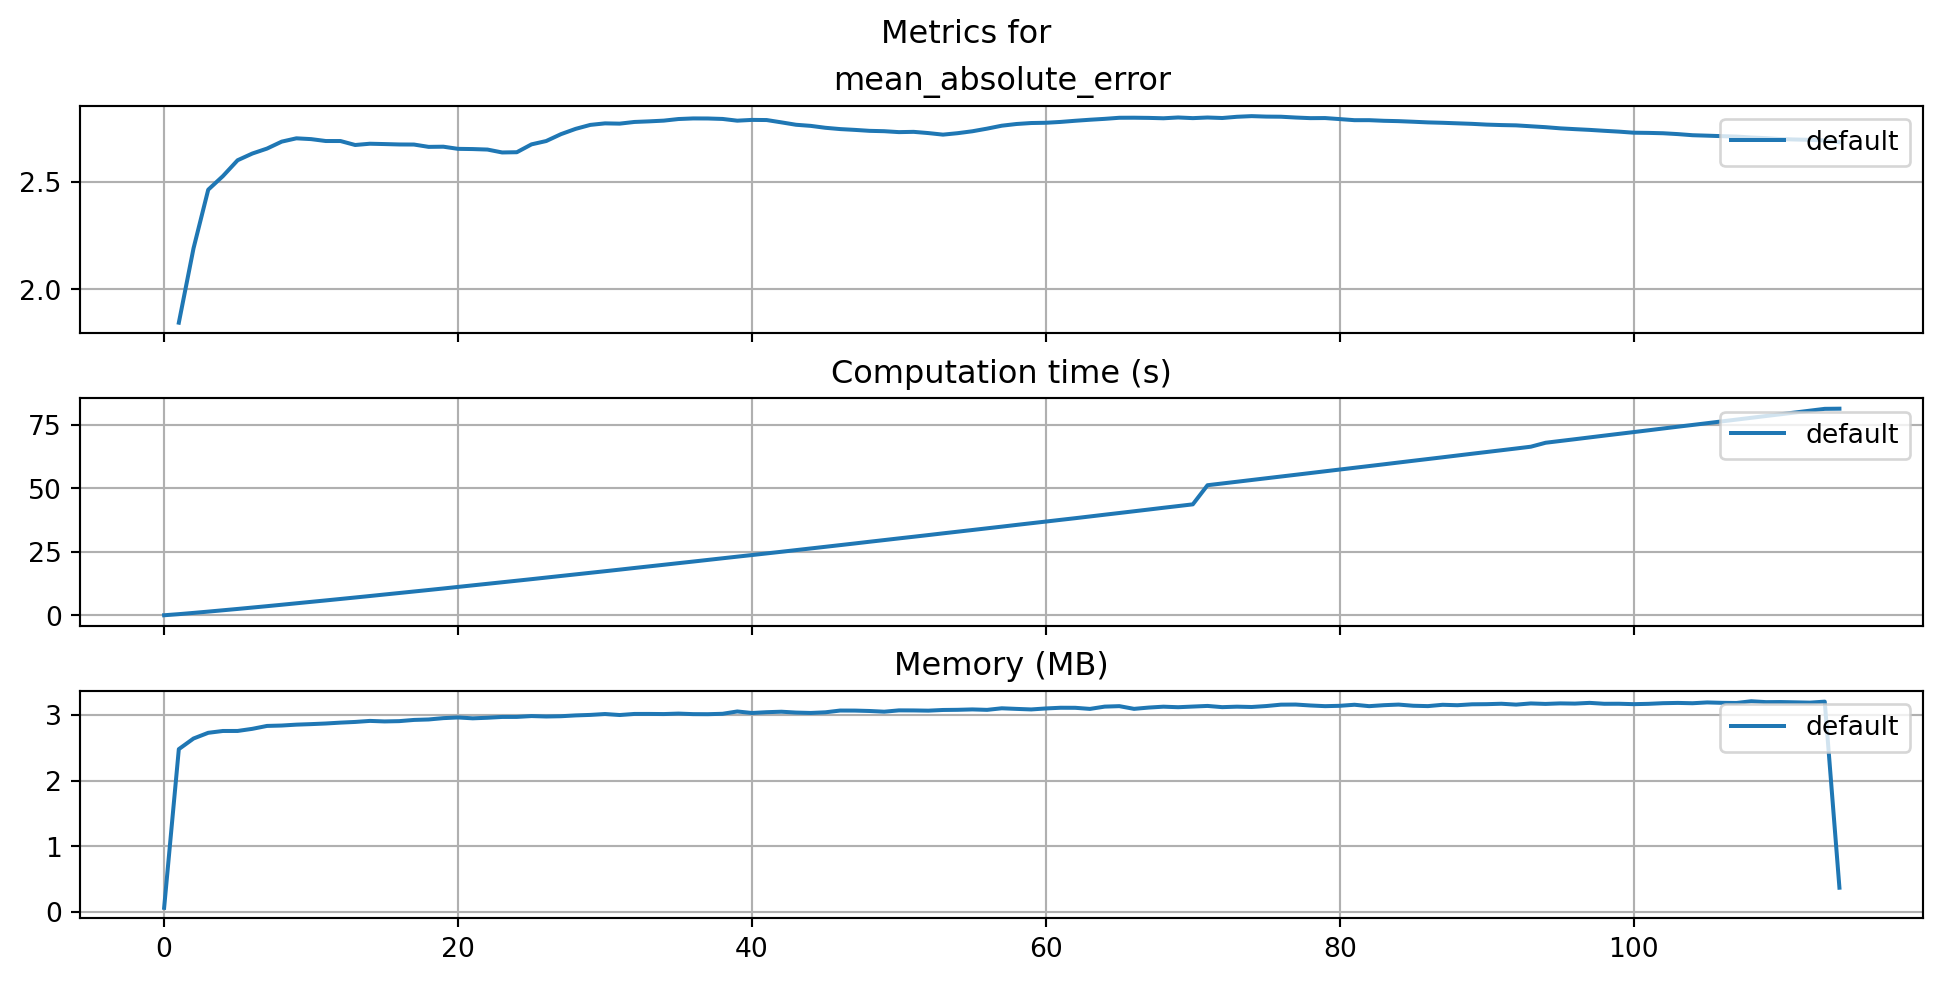 Metrics for
mean_absolute_error
2.5
2.0
default
Computation time (s)
75
50
25
0
default
Memory (MB)
3
2
1
0
default
0 20 40 60 80 100